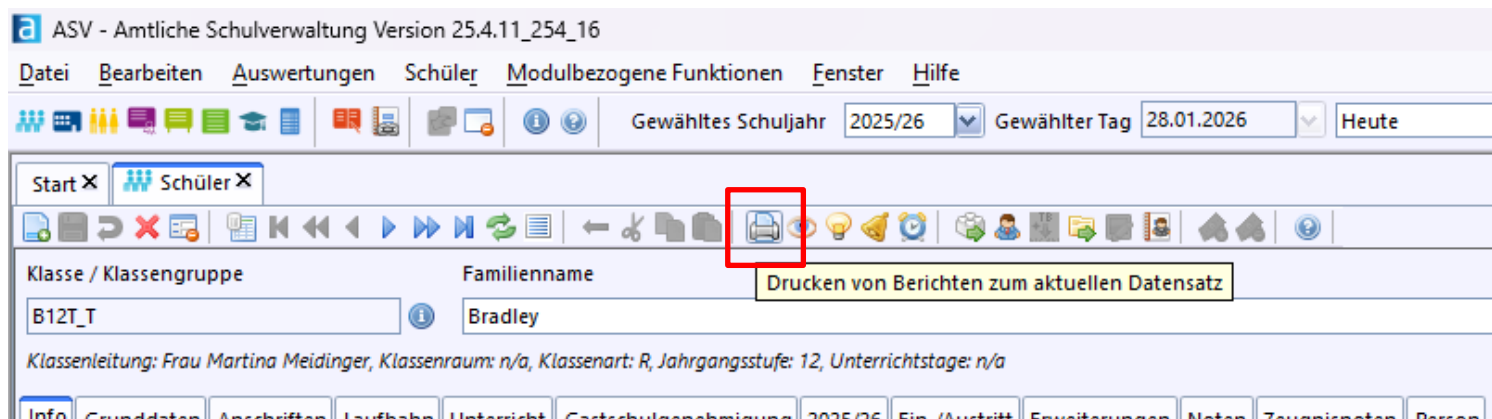 ASV - Amtliche Schulverwaltung Version 25.4.11_254_16
Datei Bearbeiten Auswertungen Schüler Modulbezogene Funktionen Fenster Hilfe
Gewähltes Schuljahr 2025/26 Gewählter Tag 28.01.2026 Heute
Start Schüler
Klasse / Klassengruppe Familienname
Drucken von Berichten zum aktuellen Datensatz
B12T_T Bradley
Klassenleitung: Frau Martina Meidinger, Klassenraum: n/a, Klassenart: R, Jahrgangsstufe: 12, Unterrichtstage: n/a
Info Grunddaten Anschriften Laufbahn Unterricht Gastschulgenehmigung 2025/26 Ein-/Austritt Erweiterungen Noten Zeugnisnoten Person